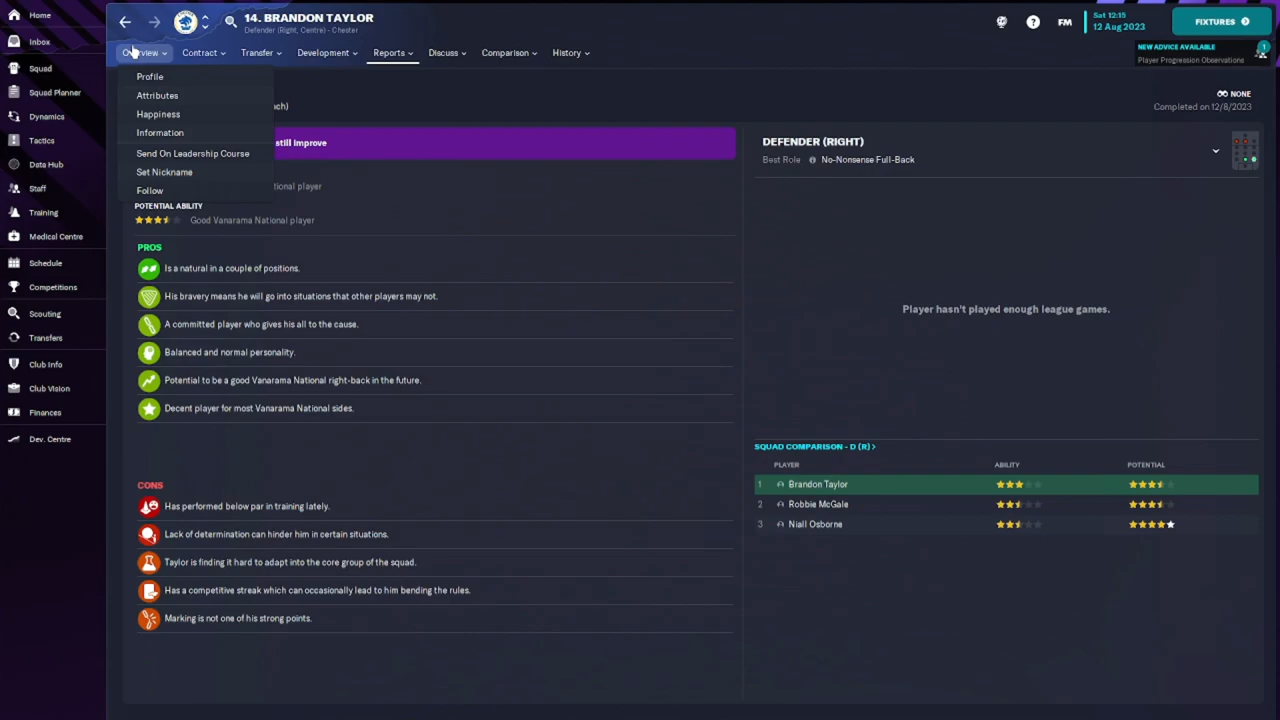 Home
Inbox
Squad
Squad Planner
Dynamics
Tactics
Data Hub
Staff
Training
Medical Centre
Schedule
Competitions
Scouting
Transfers
Club Info
Club Vision
Finances
Dev. Centre
14. BRANDON TAYLOR
Defender (Right, Centre) - Chester
FM
Sat 12:15
12 Aug 2023
FIXTURES
Overview
Contract
Transfer
Development
Reports
Discuss
Comparison
History
NEW ADVICE AVAILABLE
Player Progression Observations
1
Profile
Attributes
Happiness
Information
Send On Leadership Course
Set Nickname
Follow
ach)
NONE
Completed on 12/8/2023
still Improve
tional player
POTENTIAL ABILITY
Good Vanarama National player
PROS
Is a natural in a couple of positions.
His bravery means he will go into situations that other players may not.
A committed player who gives his all to the cause.
Balanced and normal personality.
Potential to be a good Vanarama National right-back in the future.
Decent player for most Vanarama National sides.
CONS
Has performed below par in training lately.
Lack of determination can hinder him in certain situations.
Taylor is finding it hard to adapt into the core group of the squad.
Has a competitive streak which can occasionally lead to him bending the rules.
Marking is not one of his strong points.
DEFENDER (RIGHT)
Best Role No-Nonsense Full-Back
Player hasn't played enough league games.
SQUAD COMPARISON - D (R) >
PLAYER ABILITY POTENTIAL
1 Brandon Taylor
2 Robbie McGale
3 Niall Osborne